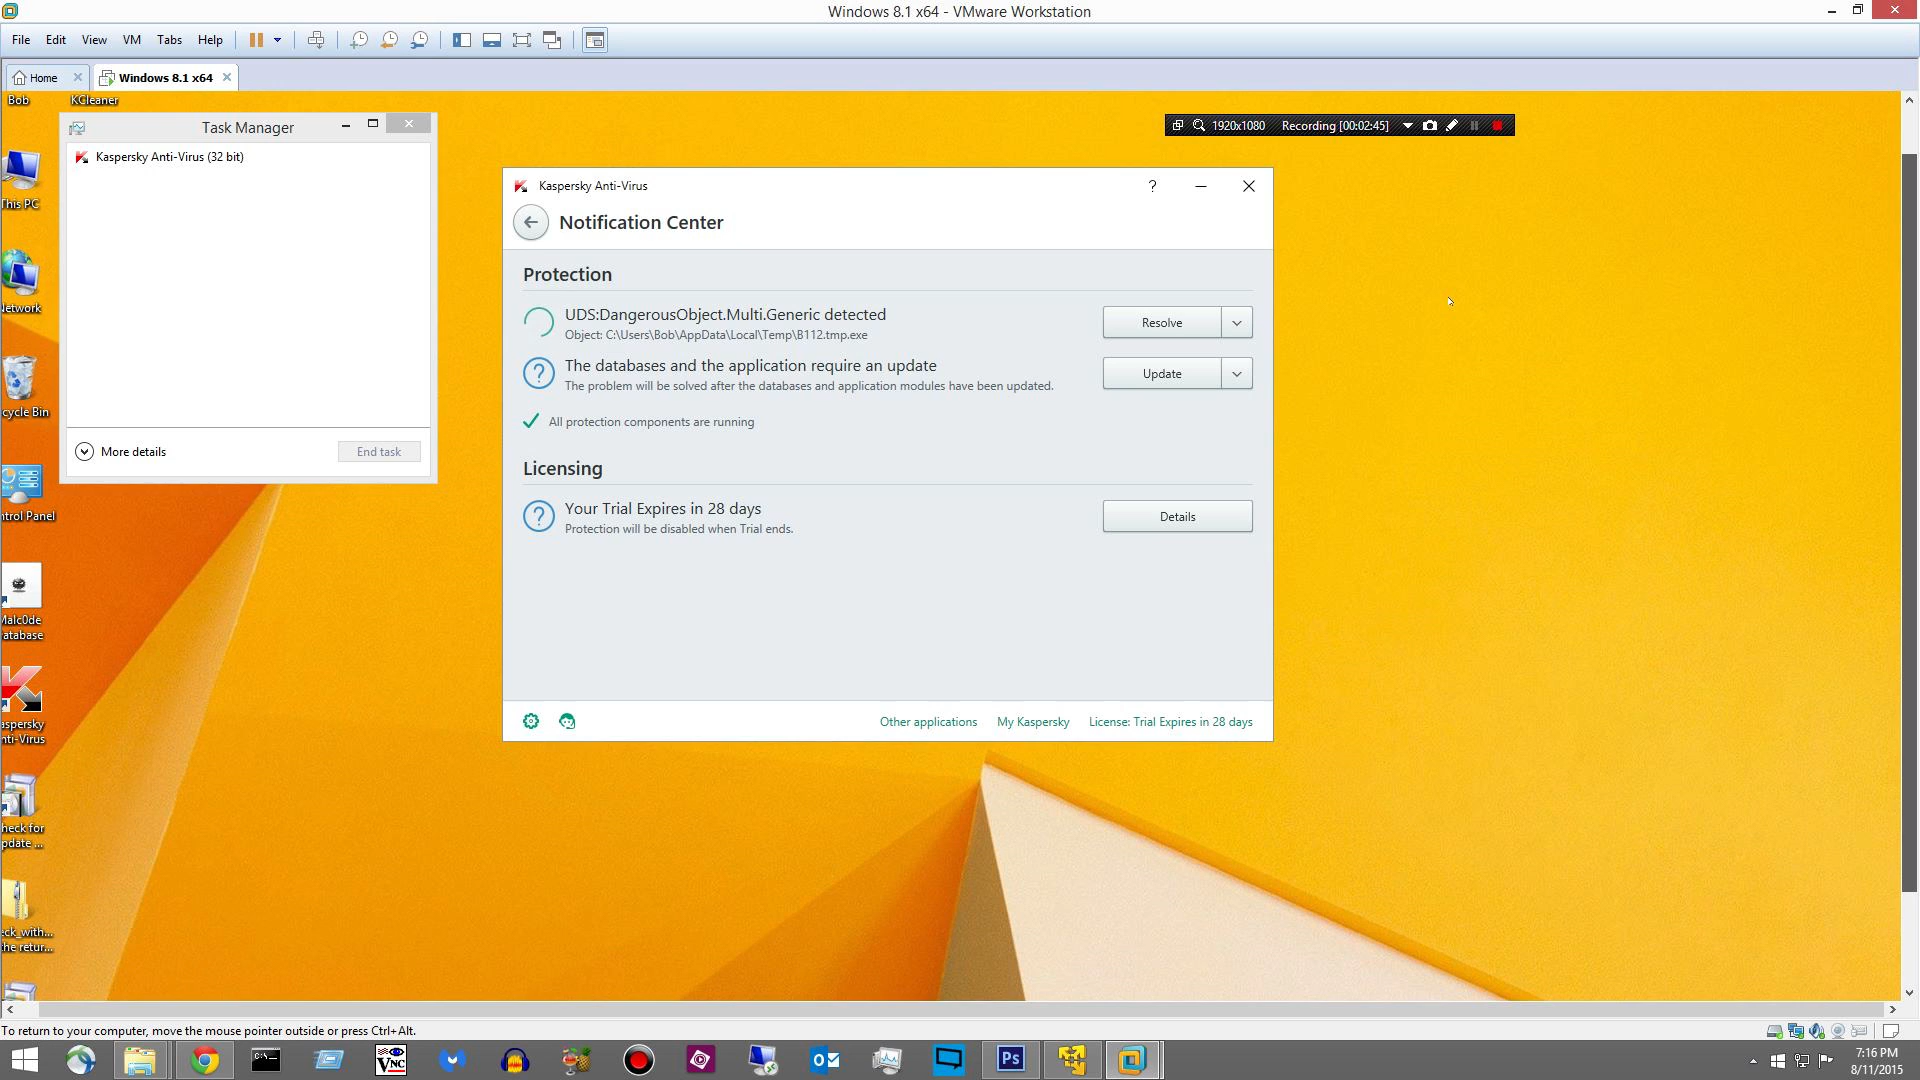 Windows 8.1 x64 - VMware Workstation
File Edit View VM Tabs Help
Home
Windows 8.1 x64
Bob
KCleaner
Task Manager
Kaspersky Anti-Virus (32 bit)
More details
End task
1920x1080 Recording [00:02:45]
Kaspersky Anti-Virus
?
Notification Center
Protection
UDS:DangerousObject.Multi.Generic detected
Object: C:\Users\Bob\AppData\Local\Temp\B112.tmp.exe
Resolve
The databases and the application require an update
The problem will be solved after the databases and application modules have been updated.
Update
All protection components are running
Licensing
Your Trial Expires in 28 days
Protection will be disabled when Trial ends.
Details
Other applications My Kaspersky License: Trial Expires in 28 days
This PC
Network
cycle Bin
ntrol Panel
Malc0de
atabase
aspersky
nti-Virus
heck for
pdate ...
eck_with...
he retur...
To return to your computer, move the mouse pointer outside or press Ctrl+Alt.
C:\
VNC
Ps
7:16 PM
8/11/2015